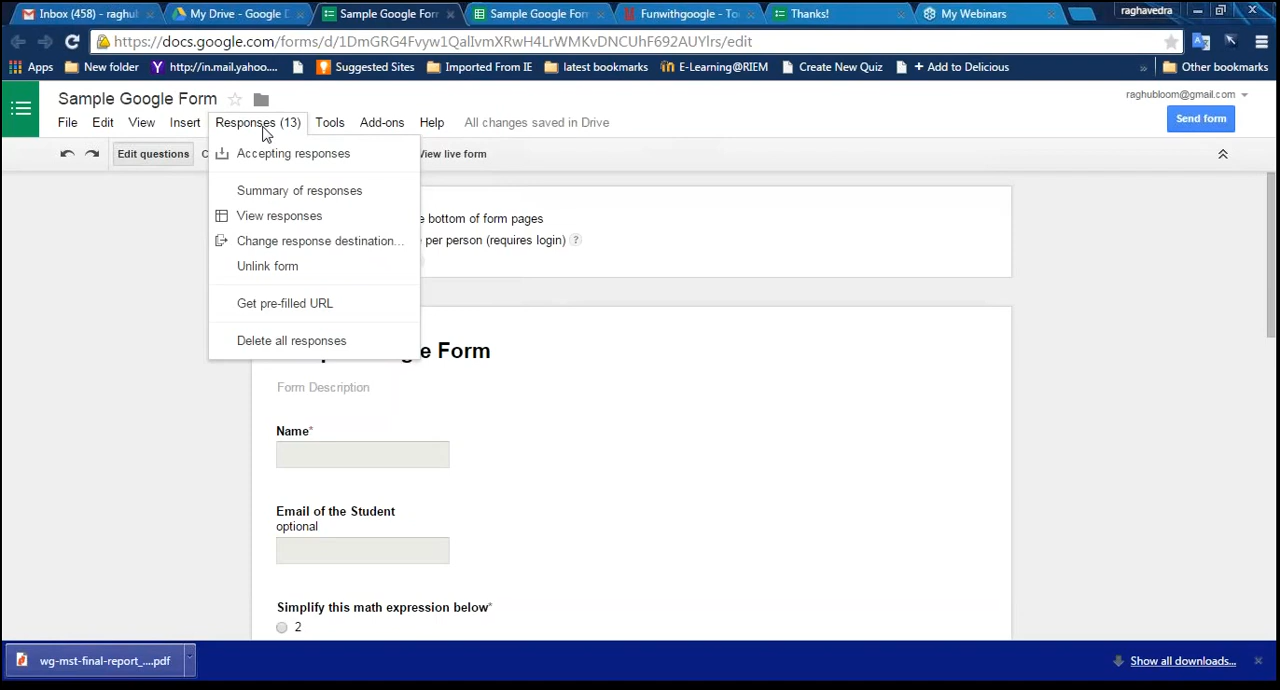 Inbox (458) - raghul
My Drive - Google D
Sample Google For
Sample Google For
Funwithgoogle - To
Thanks!
My Webinars
raghavedra
https://docs.google.com/forms/d/1DmGRG4Fvyw1QalIvmXRwH4LrWMKvDNCUhF692AUYlrs/edit
Apps
New folder
http://in.mail.yahoo....
Suggested Sites
Imported From IE
latest bookmarks
E-Learning@RIEM
Create New Quiz
+ Add to Delicious
»
Other bookmarks
Sample Google Form
raghubloom@gmail.com
File Edit View Insert Responses (13) Tools Add-ons Help All changes saved in Drive
Send form
Edit questions
C
View live form
Accepting responses
Summary of responses
View responses
Change response destination...
Unlink form
Get pre-filled URL
Delete all responses
e bottom of form pages
e per person (requires login) ?
e Form
Form Description
Name*
Email of the Student
optional
Simplify this math expression below*
2
wg-mst-final-report_....pdf
Show all downloads...